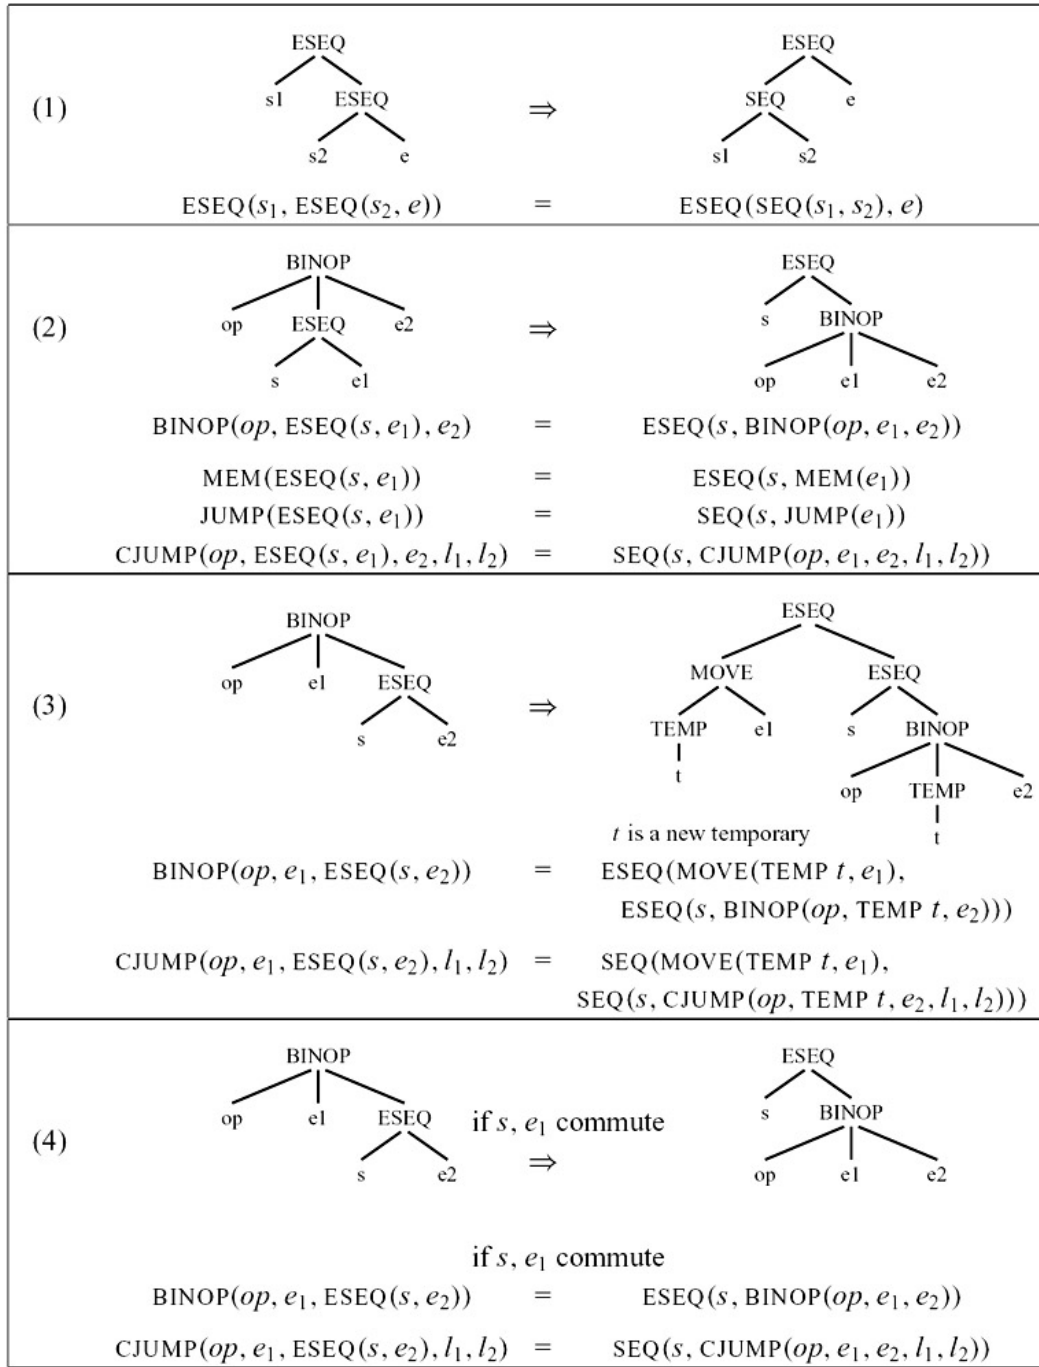 ESEQ ESEQ
s1 ESEQ SEQ e
(1) ⇒
s2 e s1 s2
ESEQ(s₁, ESEQ(s₂, e)) = ESEQ(SEQ(s₁, s₂), e)
BINOP ESEQ
op ESEQ e2 s BINOP
(2) ⇒
s e1 op e1 e2
BINOP(op, ESEQ(s, e₁), e₂) = ESEQ(s, BINOP(op, e₁, e₂))
MEM(ESEQ(s, e₁)) = ESEQ(s, MEM(e₁))
JUMP(ESEQ(s, e₁)) = SEQ(s, JUMP(e₁))
CJUMP(op, ESEQ(s, e₁), e₂, l₁, l₂) = SEQ(s, CJUMP(op, e₁, e₂, l₁, l₂))
BINOP ESEQ
op e1 ESEQ MOVE ESEQ
(3) ⇒
s e2 TEMP e1 s BINOP
t op TEMP e2
t
t is a new temporary
BINOP(op, e₁, ESEQ(s, e₂)) = ESEQ(MOVE(TEMP t, e₁),
ESEQ(s, BINOP(op, TEMP t, e₂)))
CJUMP(op, e₁, ESEQ(s, e₂), l₁, l₂) = SEQ(MOVE(TEMP t, e₁),
SEQ(s, CJUMP(op, TEMP t, e₂, l₁, l₂)))
BINOP ESEQ
op e1 ESEQ if s, e₁ commute s BINOP
(4) ⇒
s e2 op e1 e2
if s, e₁ commute
BINOP(op, e₁, ESEQ(s, e₂)) = ESEQ(s, BINOP(op, e₁, e₂))
CJUMP(op, e₁, ESEQ(s, e₂), l₁, l₂) = SEQ(s, CJUMP(op, e₁, e₂, l₁, l₂))